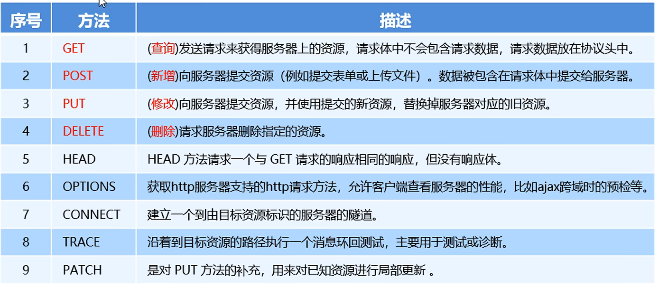 序号 方法 描述
1 GET (查询)发送请求来获得服务器上的资源，请求体中不会包含请求数据，请求数据放在协议头中。
2 POST (新增)向服务器提交资源（例如提交表单或上传文件）。数据被包含在请求体中提交给服务器。
3 PUT (修改)向服务器提交资源，并使用提交的新资源，替换掉服务器对应的旧资源。
4 DELETE (删除)请求服务器删除指定的资源。
5 HEAD HEAD 方法请求一个与 GET 请求的响应相同的响应，但没有响应体。
6 OPTIONS 获取http服务器支持的http请求方法，允许客户端查看服务器的性能，比如ajax跨域时的预检等。
7 CONNECT 建立一个到由目标资源标识的服务器的隧道。
8 TRACE 沿着到目标资源的路径执行一个消息环回测试，主要用于测试或诊断。
9 PATCH 是对 PUT 方法的补充，用来对已知资源进行局部更新 。